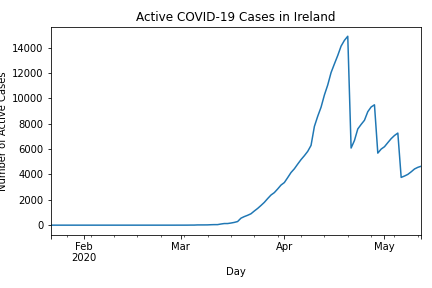 Active COVID-19 Cases in Ireland
Number of Active Cases
14000
12000
10000
8000
6000
4000
2000
0
Feb
2020
Mar
Apr
May
Day